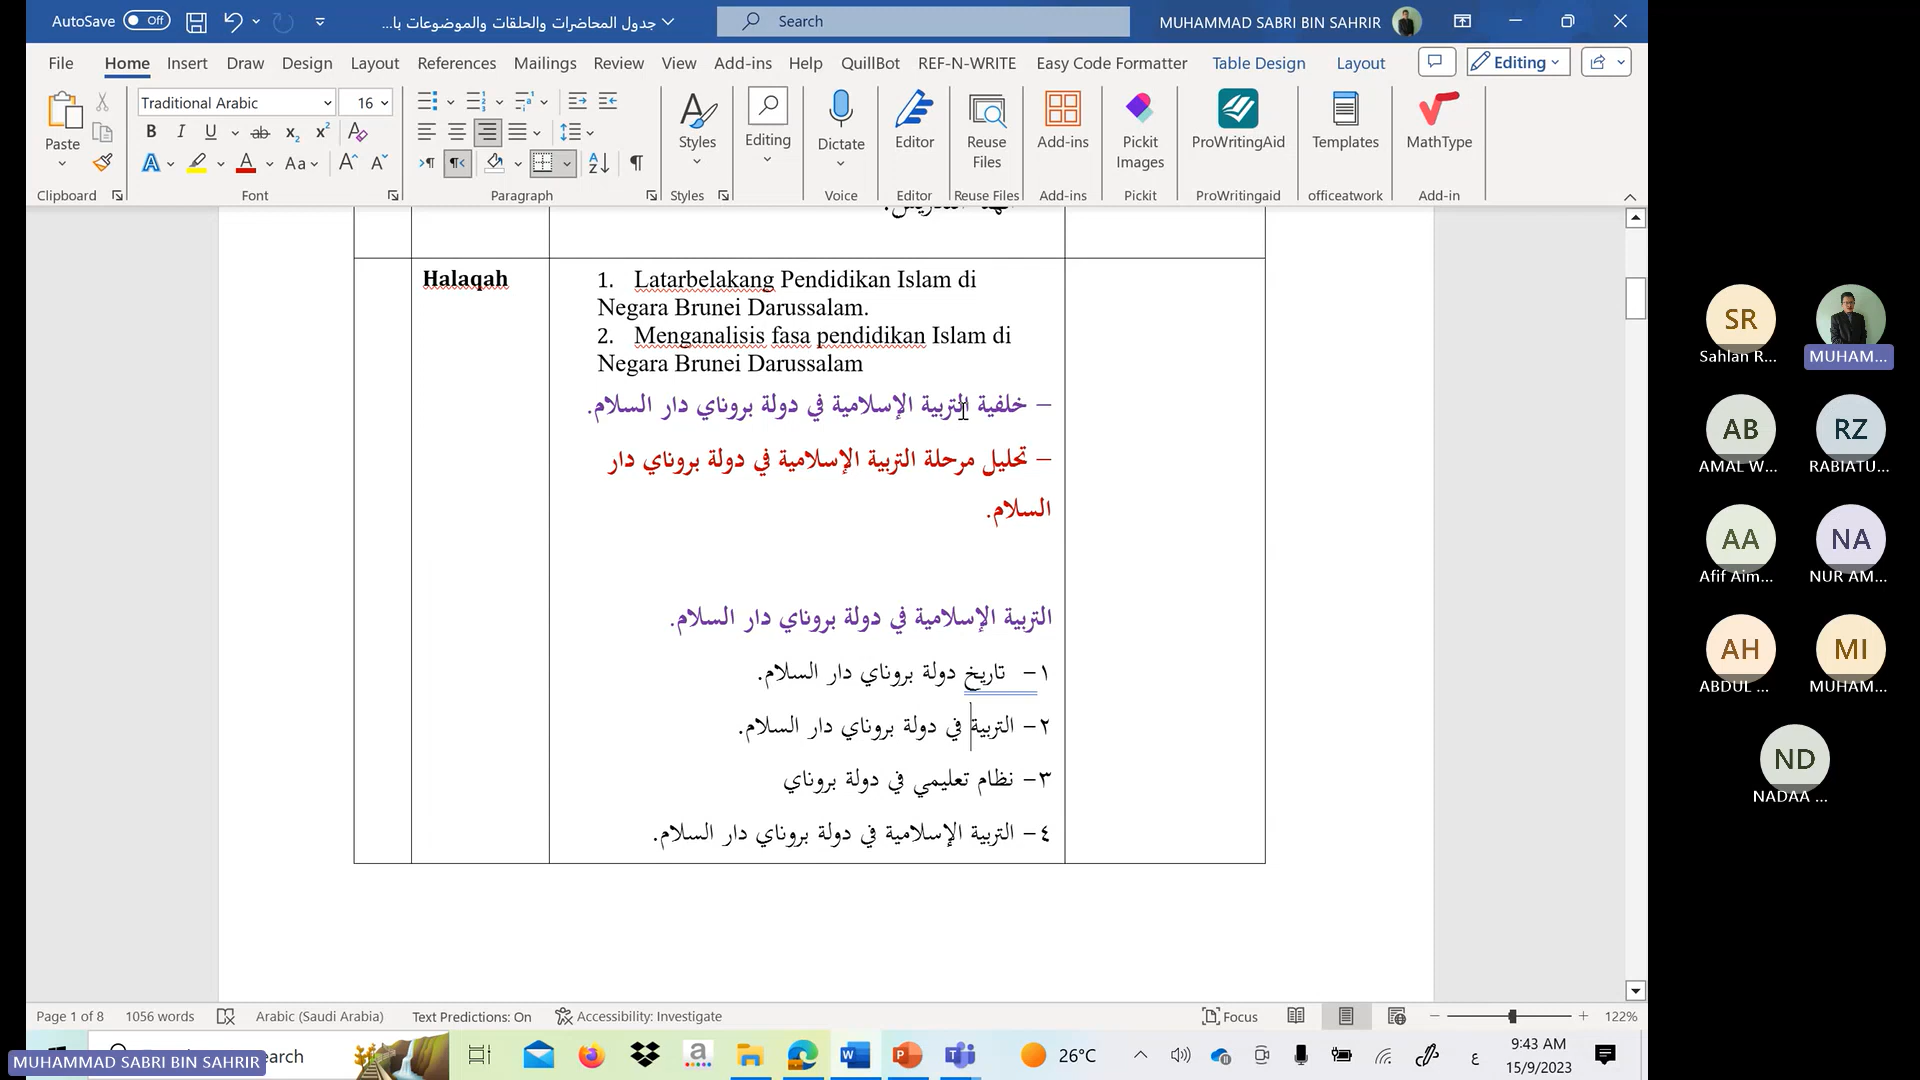 AutoSave Off
جدول المحاضرات والحلقات والموضوعات با...
Search
MUHAMMAD SABRI BIN SAHRIR
File Home Insert Draw Design Layout References Mailings Review View Add-ins Help QuillBot REF-N-WRITE Easy Code Formatter Table Design Layout Editing
Traditional Arabic 16
Paste
Styles
Editing
Dictate
Editor
Reuse Files
Add-ins
Pickit Images
ProWritingAid
Templates
MathType
Clipboard Font Paragraph Styles Voice Editor Reuse Files Add-ins Pickit ProWritingaid officeatwork Add-in
Halaqah
1. Latarbelakang Pendidikan Islam di
Negara Brunei Darussalam.
2. Menganalisis fasa pendidikan Islam di
Negara Brunei Darussalam
– خلفية التربية الإسلامية في دولة بروناي دار السلام.
– تحليل مرحلة التربية الإسلامية في دولة بروناي دار
السلام.
التربية الإسلامية في دولة بروناي دار السلام.
١– تاريخ دولة بروناي دار السلام.
٢– التربية في دولة بروناي دار السلام.
٣– نظام تعليمي في دولة بروناي
٤– التربية الإسلامية في دولة بروناي دار السلام.
SR
Sahlan R...
MUHAM...
AB
AMAL W...
RZ
RABIATU...
AA
Afif Aim...
NA
NUR AM...
AH
ABDUL ...
MI
MUHAM...
ND
NADAA ...
Page 1 of 8 1056 words Arabic (Saudi Arabia) Text Predictions: On Accessibility: Investigate Focus 122%
MUHAMMAD SABRI BIN SAHRIR
26°C
ع
9:43 AM
15/9/2023